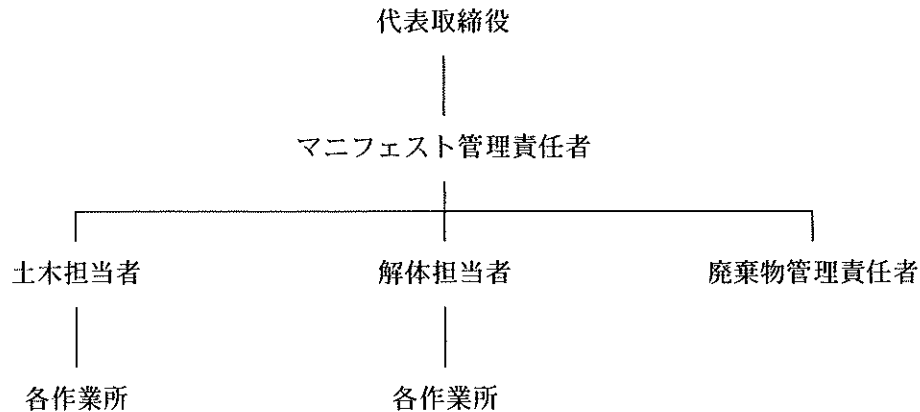 代表取締役
マニフェスト管理責任者
土木担当者
解体担当者
廃棄物管理責任者
各作業所
各作業所